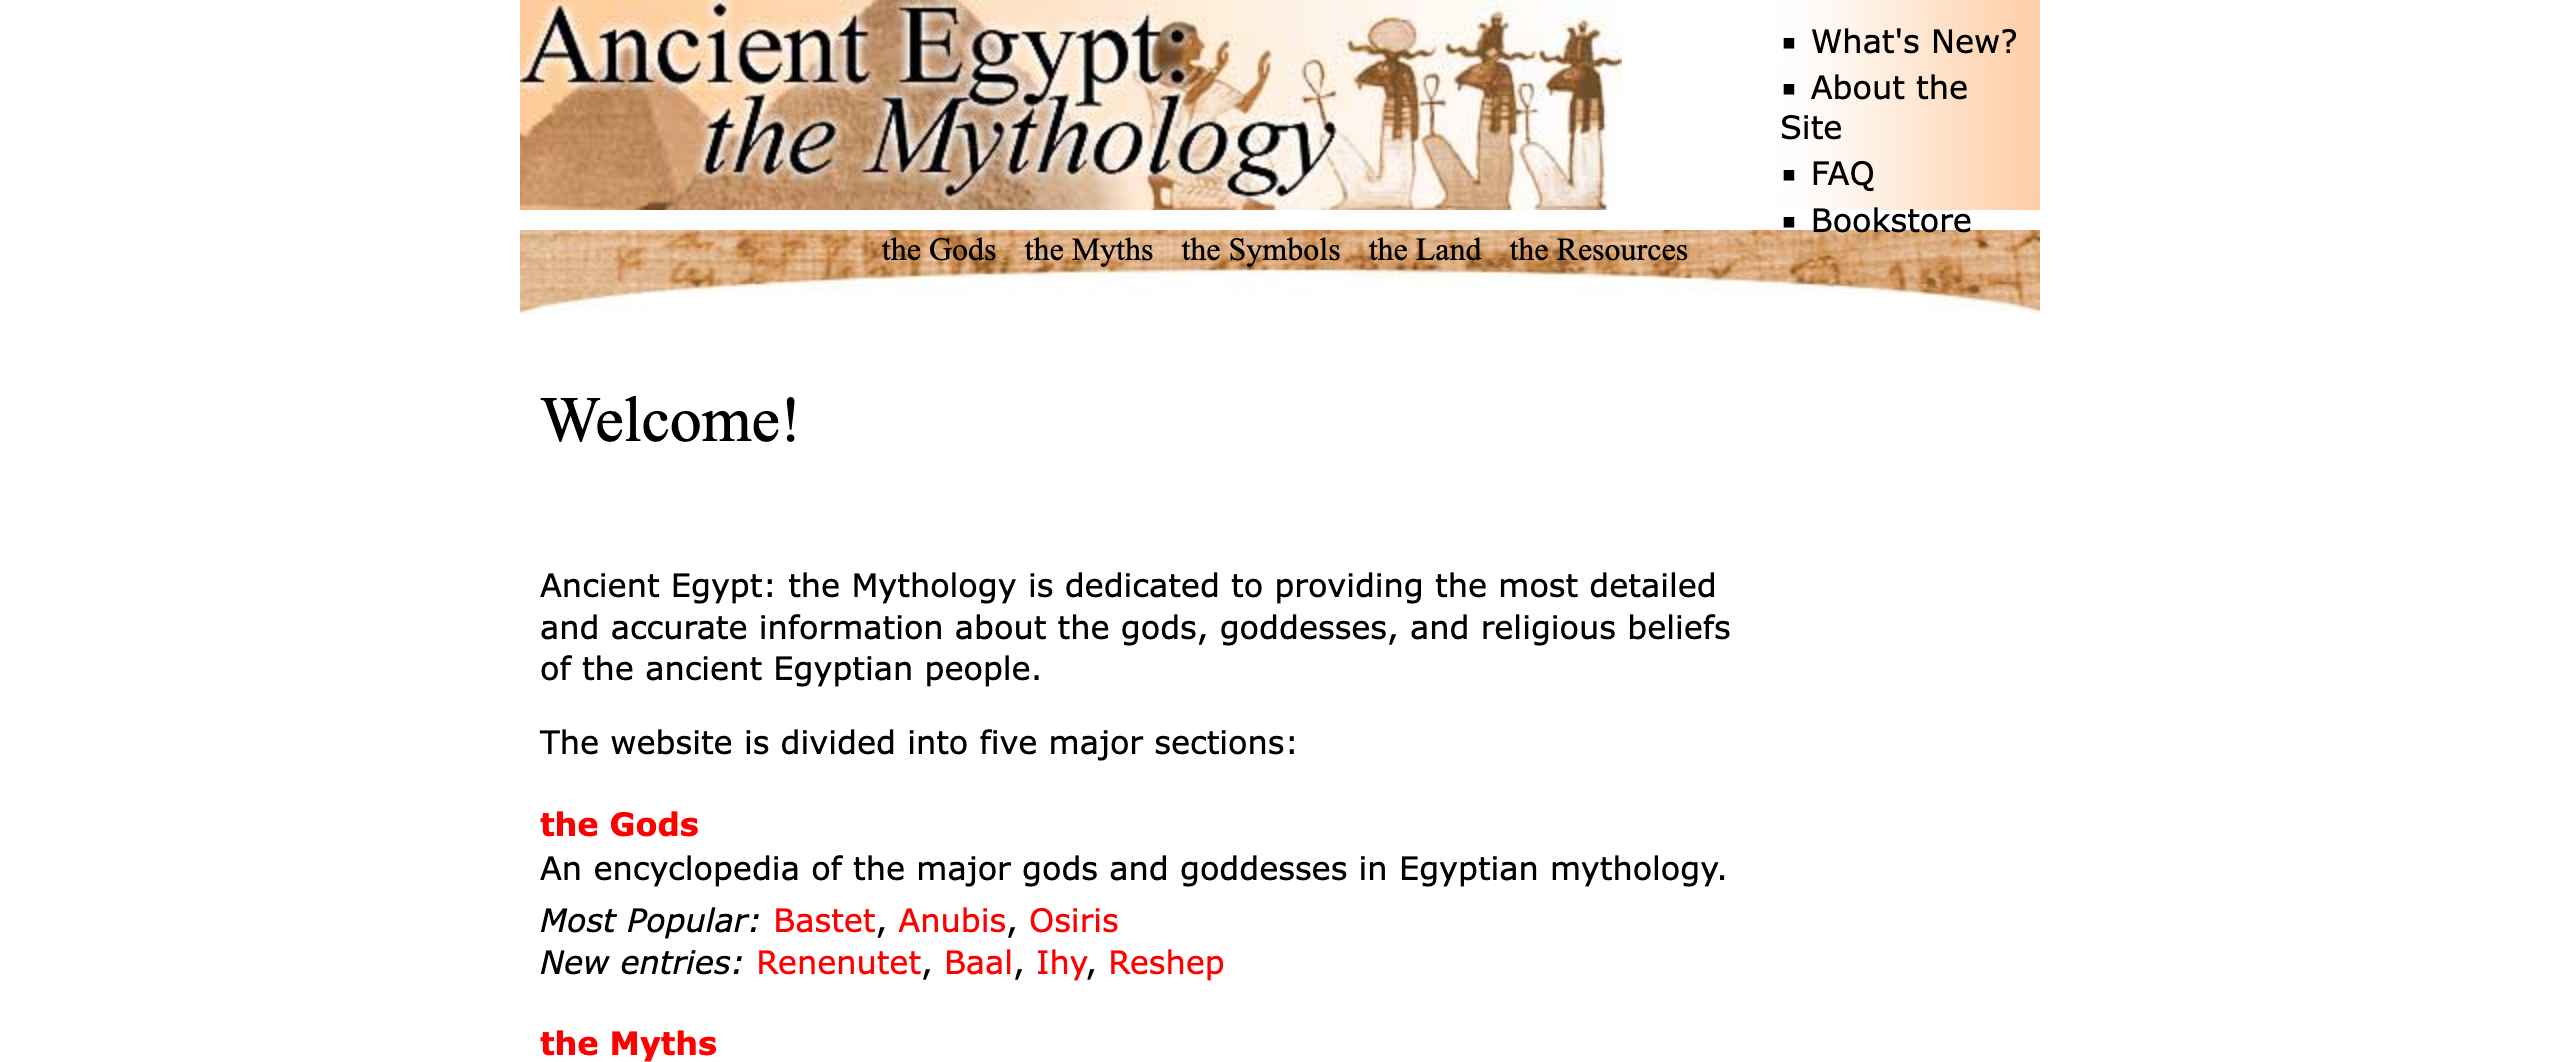 Ancient Egypt:
the Mythology
▪ What's New?
▪ About the
Site
▪ FAQ
▪ Bookstore
the Gods the Myths the Symbols the Land the Resources
Welcome!
Ancient Egypt: the Mythology is dedicated to providing the most detailed
and accurate information about the gods, goddesses, and religious beliefs
of the ancient Egyptian people.
The website is divided into five major sections:
the Gods
An encyclopedia of the major gods and goddesses in Egyptian mythology.
Most Popular: Bastet, Anubis, Osiris
New entries: Renenutet, Baal, Ihy, Reshep
the Myths